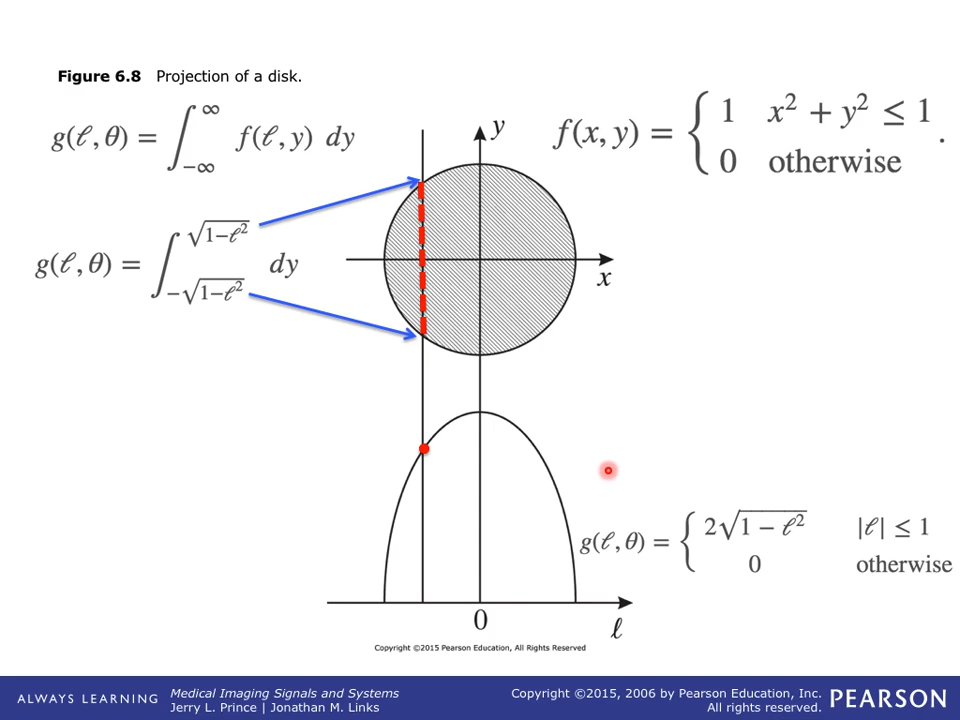 Figure 6.8 Projection of a disk.
g(ℓ, θ) = ∫_{−∞}^{∞} f(ℓ, y) dy
f(x, y) = { 1 x² + y² ≤ 1
0 otherwise .
y
g(ℓ, θ) = ∫_{−√(1−ℓ²)}^{√(1−ℓ²)} dy
x
g(ℓ, θ) = { 2√(1 − ℓ²) |ℓ| ≤ 1
0 otherwise
0
ℓ
Copyright ©2015 Pearson Education, All Rights Reserved
ALWAYS LEARNING
Medical Imaging Signals and Systems
Jerry L. Prince | Jonathan M. Links
Copyright ©2015, 2006 by Pearson Education, Inc.
All rights reserved.
PEARSON